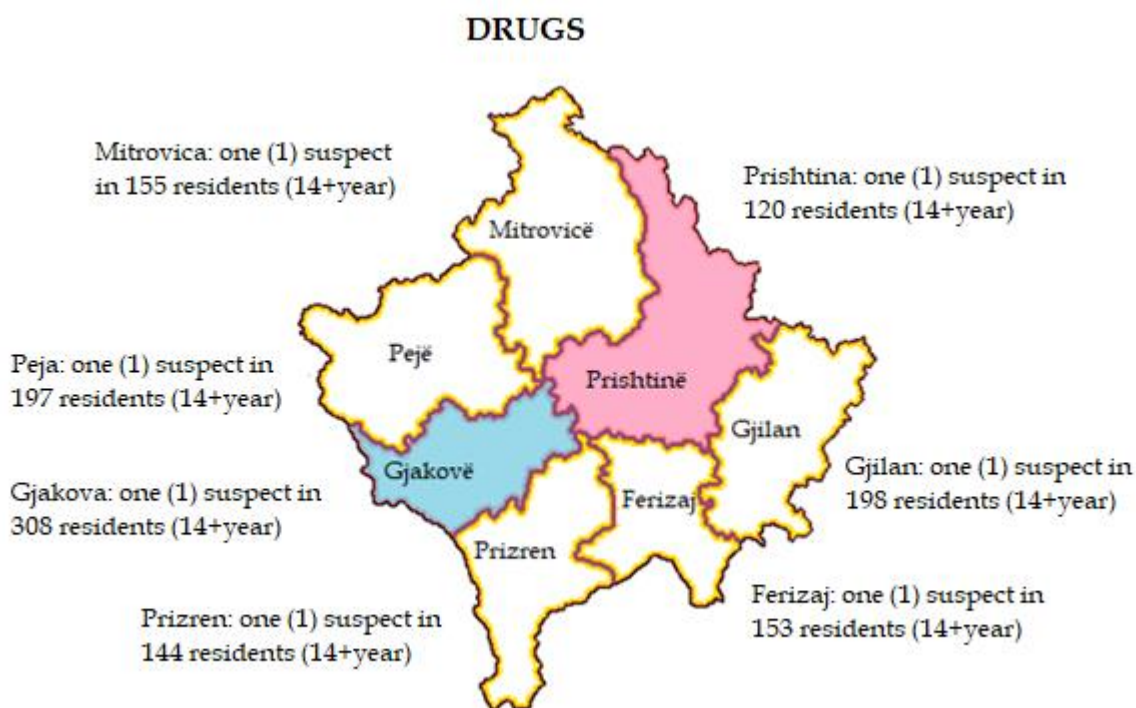 DRUGS
Mitrovica: one (1) suspect
in 155 residents (14+year)
Prishtina: one (1) suspect in
120 residents (14+year)
Mitrovicë
Pejë
Peja: one (1) suspect in
197 residents (14+year)
Prishtinë
Gjilan
Gjakovë
Gjakova: one (1) suspect in
308 residents (14+year)
Gjilan: one (1) suspect in
198 residents (14+year)
Ferizaj
Prizren
Prizren: one (1) suspect in
144 residents (14+year)
Ferizaj: one (1) suspect in
153 residents (14+year)